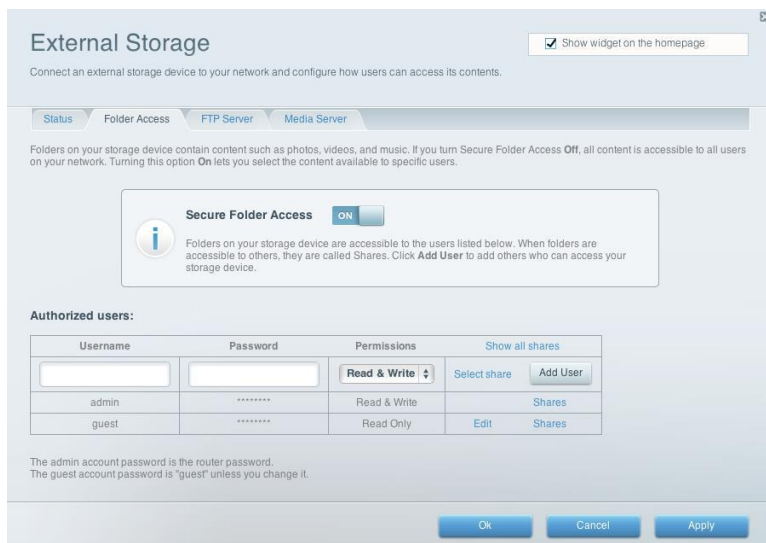 External Storage
Show widget on the homepage
Connect an external storage device to your network and configure how users can access its contents.
Status Folder Access FTP Server Media Server
Folders on your storage device contain content such as photos, videos, and music. If you turn Secure Folder Access Off, all content is accessible to all users
on your network. Turning this option On lets you select the content available to specific users.
Secure Folder Access ON
Folders on your storage device are accessible to the users listed below. When folders are
accessible to others, they are called Shares. Click Add User to add others who can access your
storage device.
Authorized users:
Username Password Permissions Show all shares
Read & Write Select share Add User
admin ******** Read & Write Shares
guest ******** Read Only Edit Shares
The admin account password is the router password.
The guest account password is "guest" unless you change it.
Ok Cancel Apply